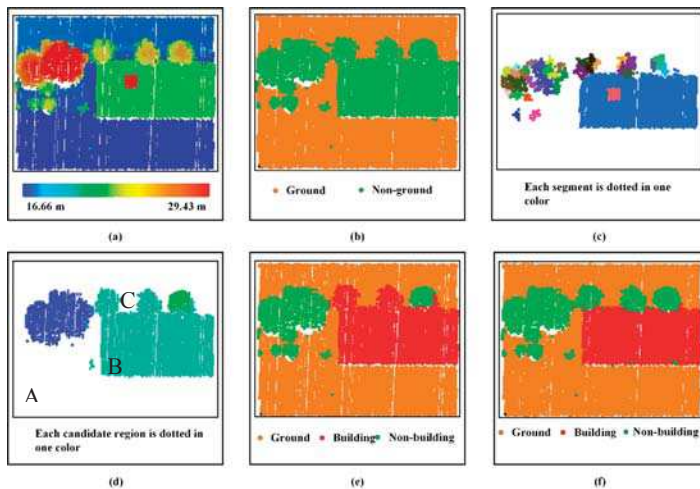 16.66 m 29.43 m
Ground Non-ground
Each segment is dotted in one
color
(a) (b) (c)
C
B
A
Each candidate region is dotted in
one color
Ground Building Non-building
Ground Building Non-building
(d) (e) (f)